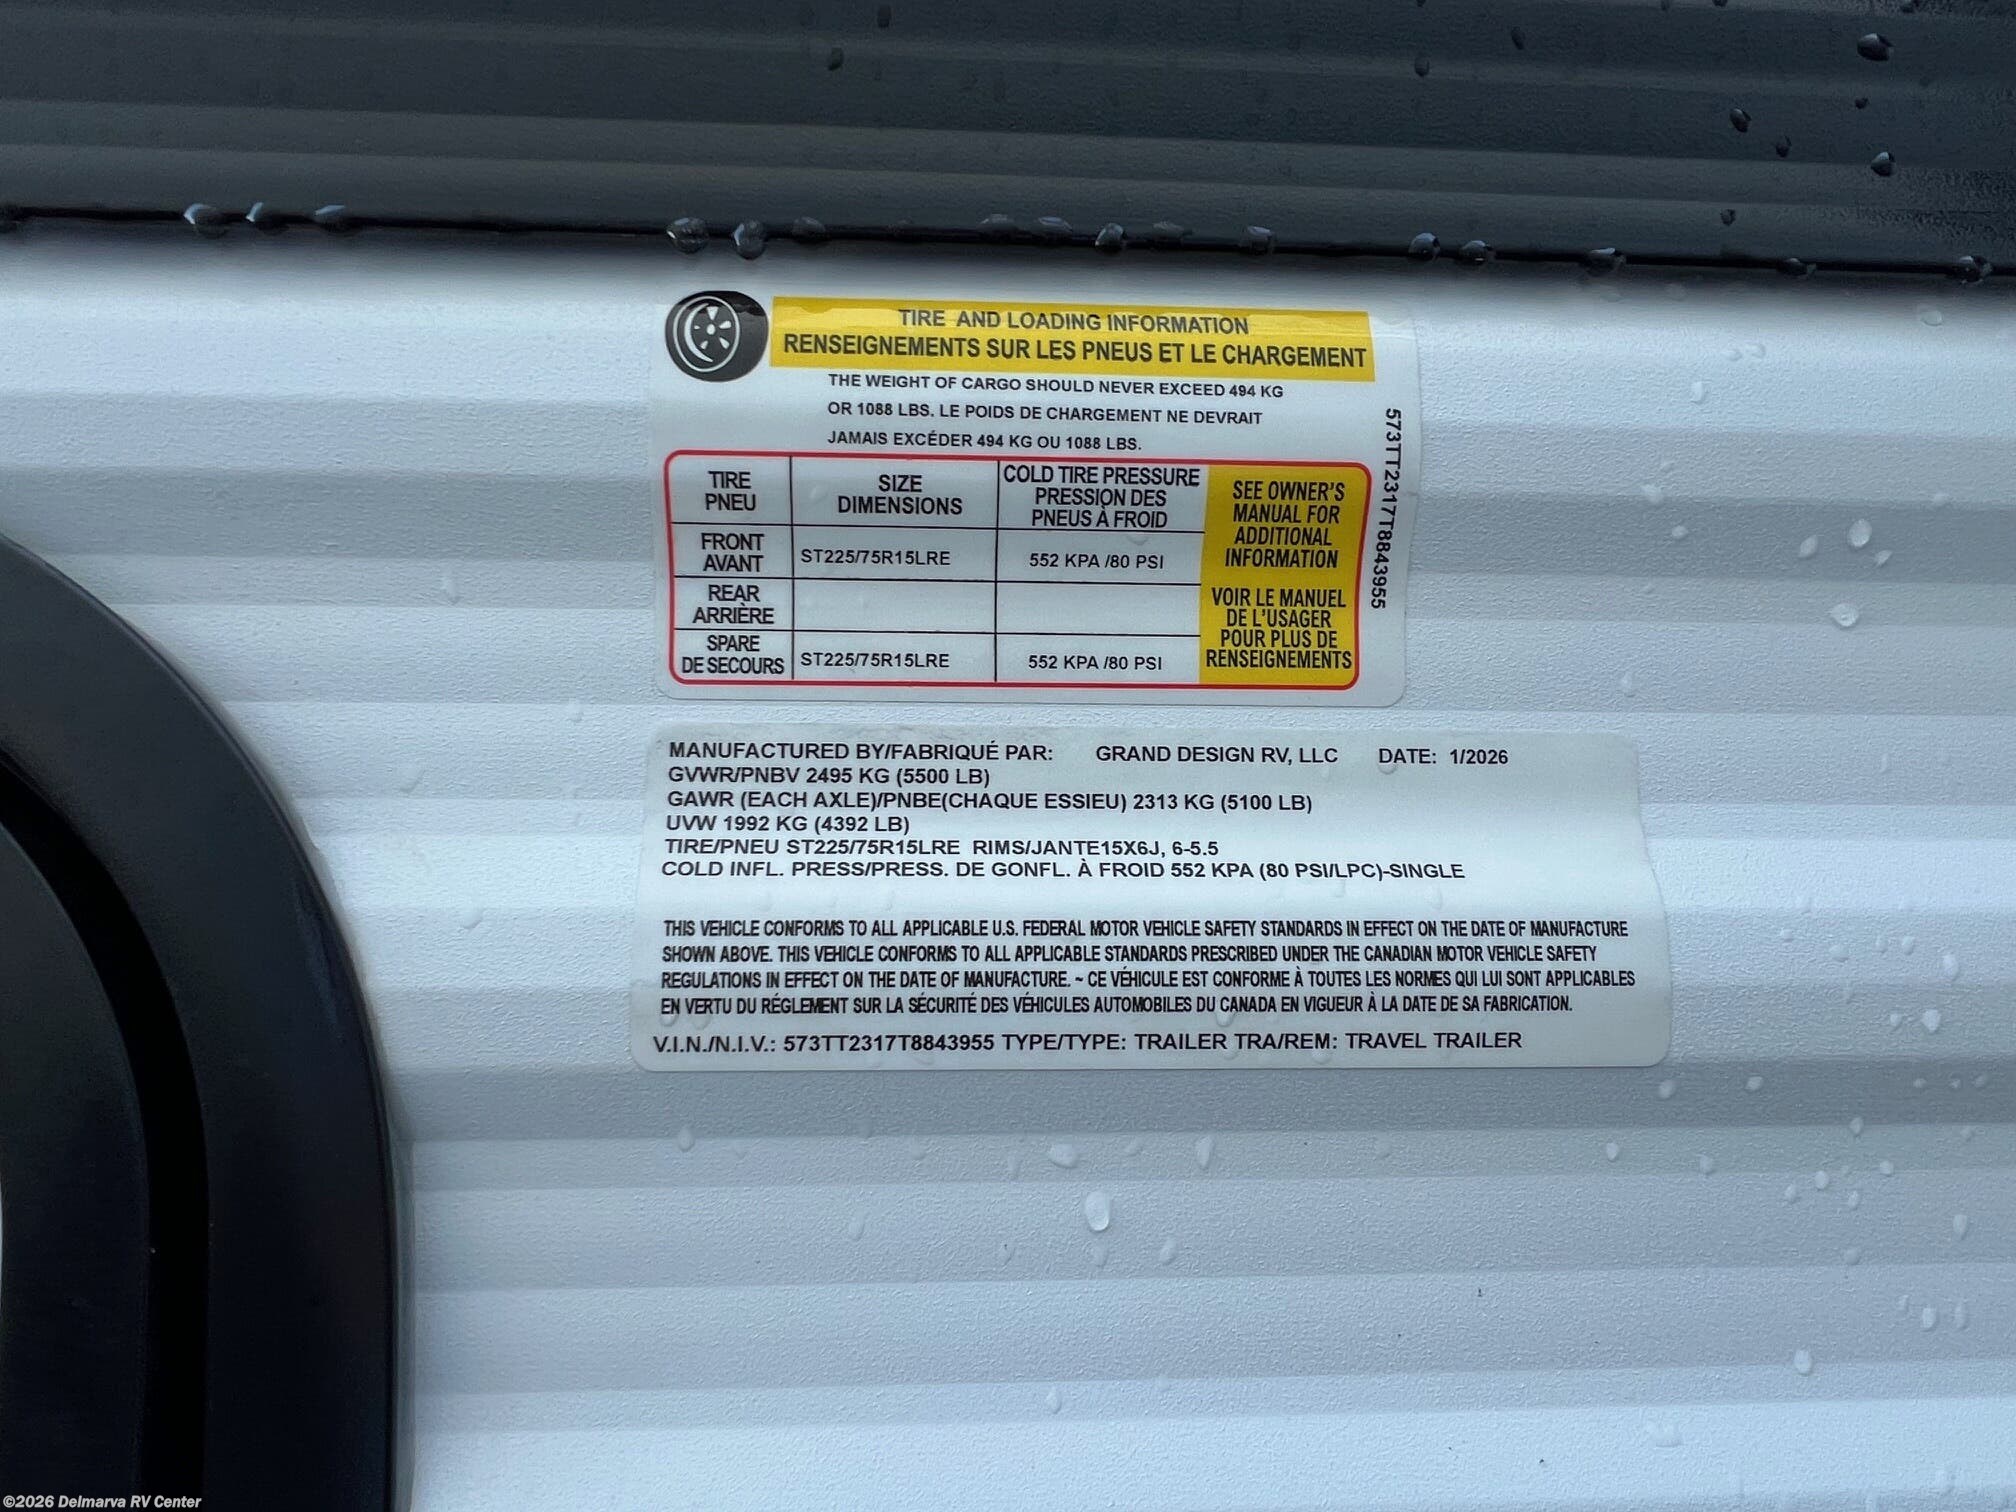 TIRE AND LOADING INFORMATION
RENSEIGNEMENTS SUR LES PNEUS ET LE CHARGEMENT
THE WEIGHT OF CARGO SHOULD NEVER EXCEED 494 KG
OR 1088 LBS. LE POIDS DE CHARGEMENT NE DEVRAIT
JAMAIS EXCÉDER 494 KG OU 1088 LBS.
TIRE
PNEU
SIZE
DIMENSIONS
COLD TIRE PRESSURE
PRESSION DES
PNEUS À FROID
FRONT
AVANT
ST225/75R15LRE
552 KPA /80 PSI
REAR
ARRIÈRE
SPARE
DE SECOURS
ST225/75R15LRE
552 KPA /80 PSI
SEE OWNER'S
MANUAL FOR
ADDITIONAL
INFORMATION
VOIR LE MANUEL
DE L'USAGER
POUR PLUS DE
RENSEIGNEMENTS
573TT2317T8843955
MANUFACTURED BY/FABRIQUÉ PAR: GRAND DESIGN RV, LLC DATE: 1/2026
GVWR/PNBV 2495 KG (5500 LB)
GAWR (EACH AXLE)/PNBE(CHAQUE ESSIEU) 2313 KG (5100 LB)
UVW 1992 KG (4392 LB)
TIRE/PNEU ST225/75R15LRE RIMS/JANTE15X6J, 6-5.5
COLD INFL. PRESS/PRESS. DE GONFL. À FROID 552 KPA (80 PSI/LPC)-SINGLE
THIS VEHICLE CONFORMS TO ALL APPLICABLE U.S. FEDERAL MOTOR VEHICLE SAFETY STANDARDS IN EFFECT ON THE DATE OF MANUFACTURE
SHOWN ABOVE. THIS VEHICLE CONFORMS TO ALL APPLICABLE STANDARDS PRESCRIBED UNDER THE CANADIAN MOTOR VEHICLE SAFETY
REGULATIONS IN EFFECT ON THE DATE OF MANUFACTURE. ~ CE VÉHICULE EST CONFORME À TOUTES LES NORMES QUI LUI SONT APPLICABLES
EN VERTU DU RÉGLEMENT SUR LA SÉCURITÉ DES VÉHICULES AUTOMOBILES DU CANADA EN VIGUEUR À LA DATE DE SA FABRICATION.
V.I.N./N.I.V.: 573TT2317T8843955 TYPE/TYPE: TRAILER TRA/REM: TRAVEL TRAILER
©2026 Delmarva RV Center